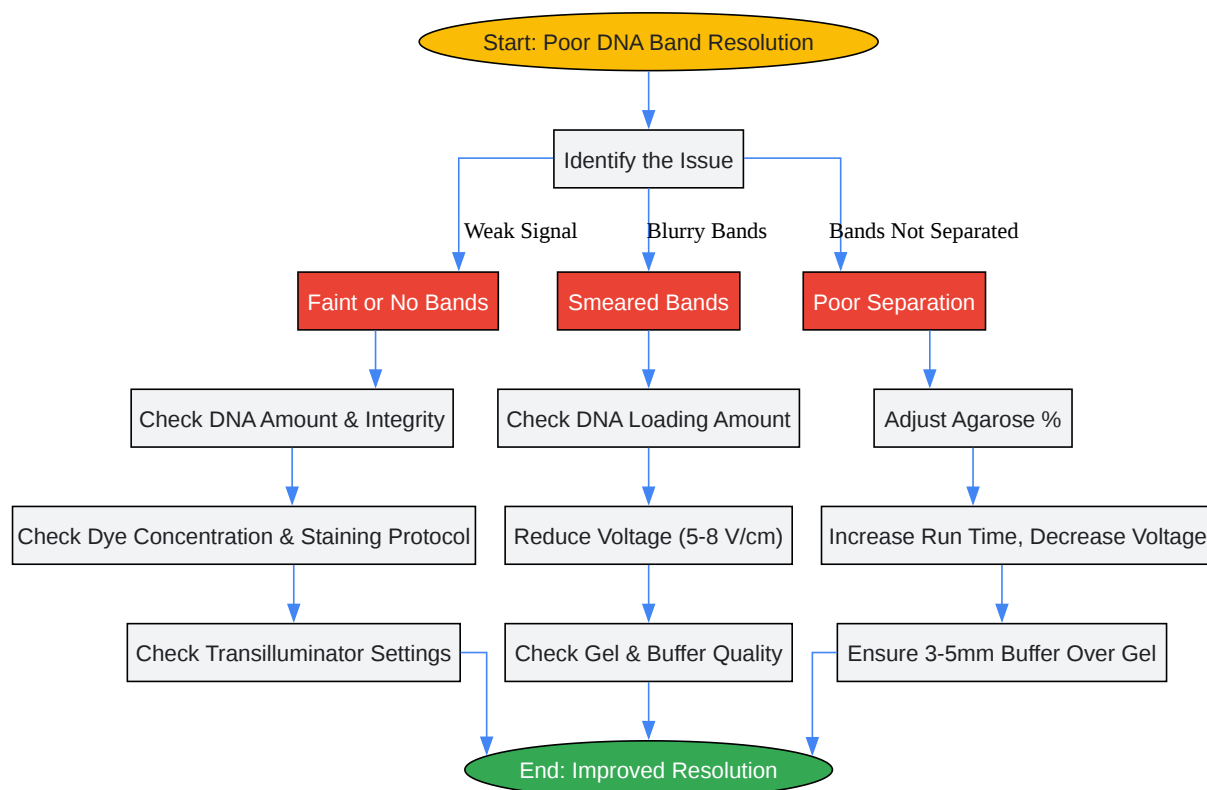 Start: Poor DNA Band Resolution
Identify the Issue
Weak Signal
Blurry Bands
Bands Not Separated
Faint or No Bands
Smeared Bands
Poor Separation
Check DNA Amount & Integrity
Check DNA Loading Amount
Adjust Agarose %
Check Dye Concentration & Staining Protocol
Reduce Voltage (5-8 V/cm)
Increase Run Time, Decrease Voltage
Check Transilluminator Settings
Check Gel & Buffer Quality
Ensure 3-5mm Buffer Over Gel
End: Improved Resolution